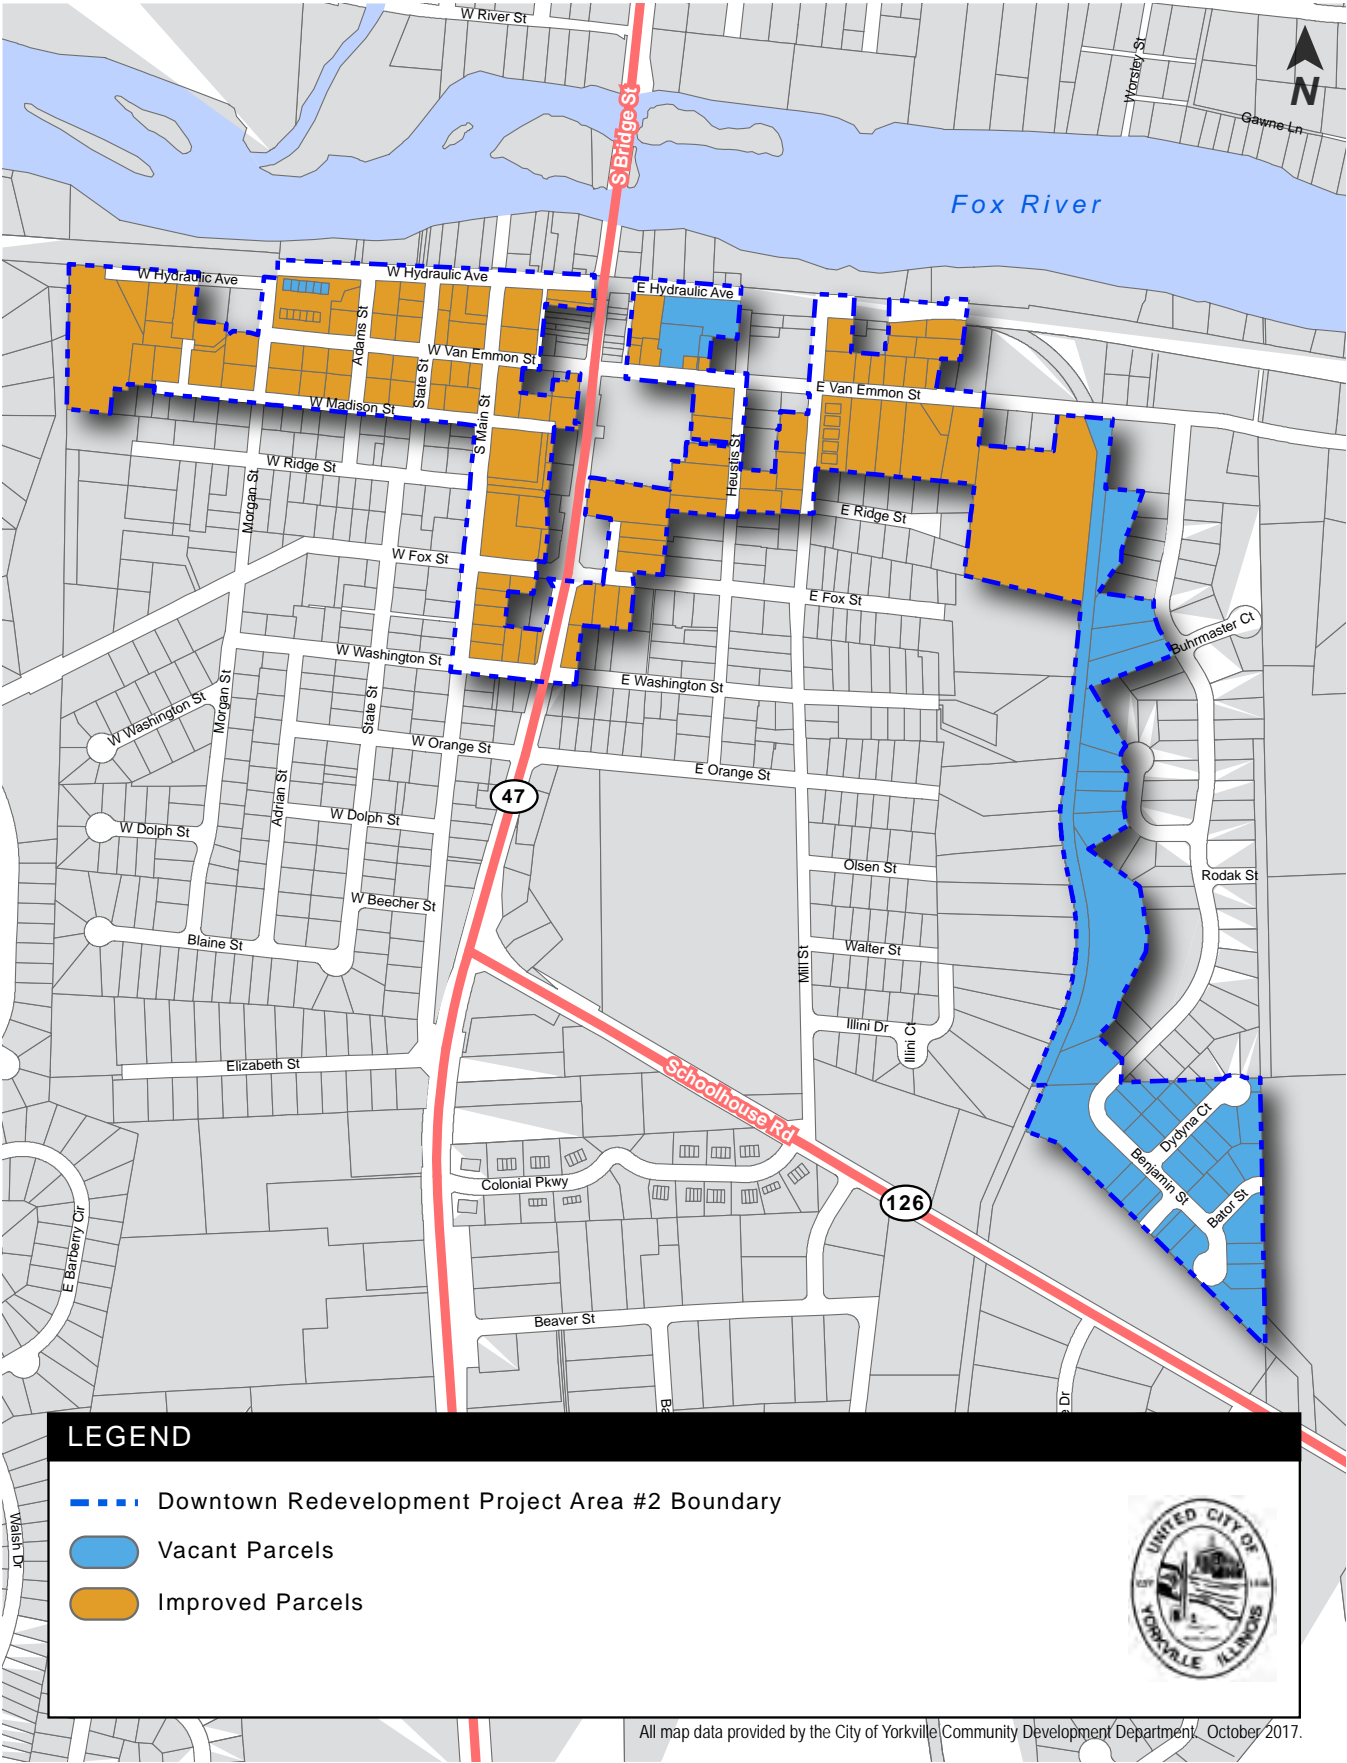 W River St
S Bridge St
Worsley St
Gawne Ln
N
Fox River
W Hydraulic Ave
W Hydraulic Ave
E Hydraulic Ave
Adams St
State St
W Van Emmon St
E Van Emmon St
W Madison St
S Main St
Heustis St
W Ridge St
E Ridge St
Morgan St
W Fox St
E Fox St
Buhrmaster Ct
W Washington St
E Washington St
W Washington St
Morgan St
State St
W Orange St
E Orange St
47
Adrian St
W Dolph St
W Dolph St
Olsen St
Rodak St
W Beecher St
Blaine St
Walter St
Mill St
Illini Dr
Illini Ct
Elizabeth St
Schoolhouse Rd
Dydyna Ct
Benjamin St
Bator St
Colonial Pkwy
126
E Barberry Cir
Beaver St
Ba
e Dr
Walsh Dr
LEGEND
Downtown Redevelopment Project Area #2 Boundary
Vacant Parcels
Improved Parcels
UNITED CITY OF
YORKVILLE ILLINOIS
EST
All map data provided by the City of Yorkville Community Development Department. October 2017.